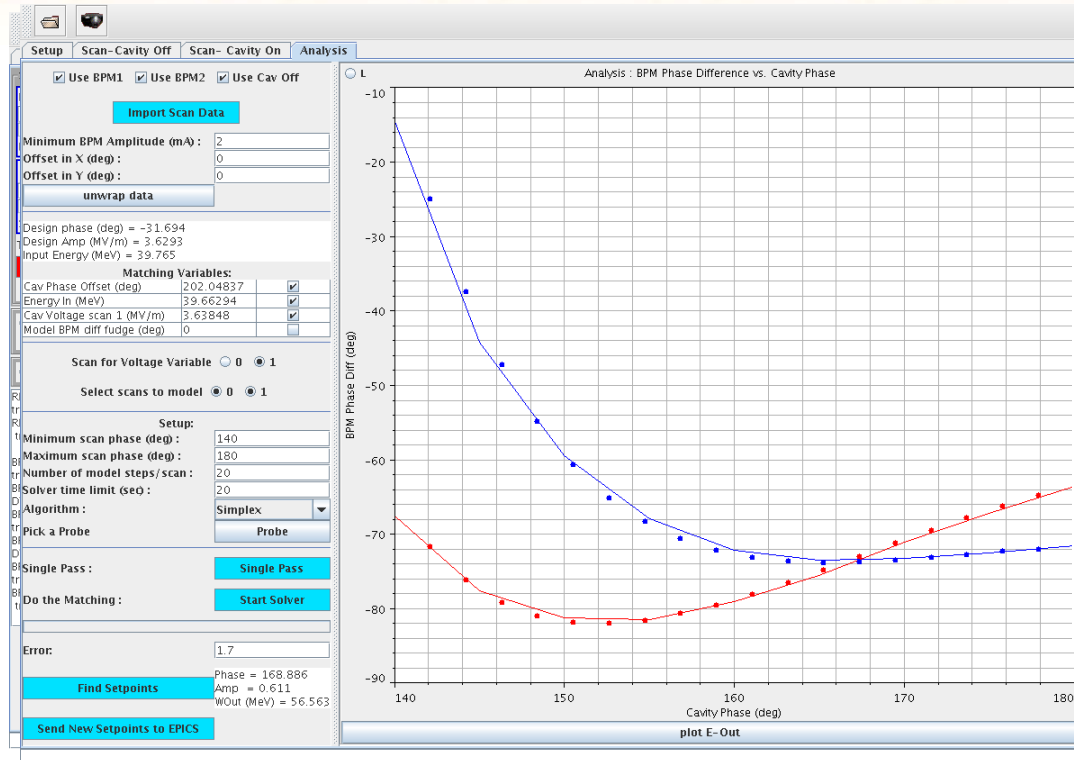 Setup Scan-Cavity Off Scan- Cavity On Analysis
Use BPM1 Use BPM2 Use Cav Off
Import Scan Data
Minimum BPM Amplitude (mA) : 2
Offset in X (deg) : 0
Offset in Y (deg) : 0
unwrap data
Design phase (deg) = -31.694
Design Amp (MV/m) = 3.6293
Input Energy (MeV) = 39.765
Matching Variables:
Cav Phase Offset (deg) 202.04837
Energy In (MeV) 39.66294
Cav Voltage scan 1 (MV/m) 3.63848
Model BPM diff fudge (deg) 0
Scan for Voltage Variable 0 1
Select scans to model 0 1
Setup:
Minimum scan phase (deg) : 140
Maximum scan phase (deg) : 180
Number of model steps/scan : 20
Solver time limit (sec) : 20
Algorithm : Simplex
Pick a Probe Probe
Single Pass : Single Pass
Do the Matching : Start Solver
Error: 1.7
Find Setpoints
Phase = 168.886
Amp = 0.611
WOut (MeV) = 56.563
Send New Setpoints to EPICS
L
Analysis : BPM Phase Difference vs. Cavity Phase
BPM Phase Diff (deg)
-10
-20
-30
-40
-50
-60
-70
-80
-90
140 150 160 170 180
Cavity Phase (deg)
plot E-Out